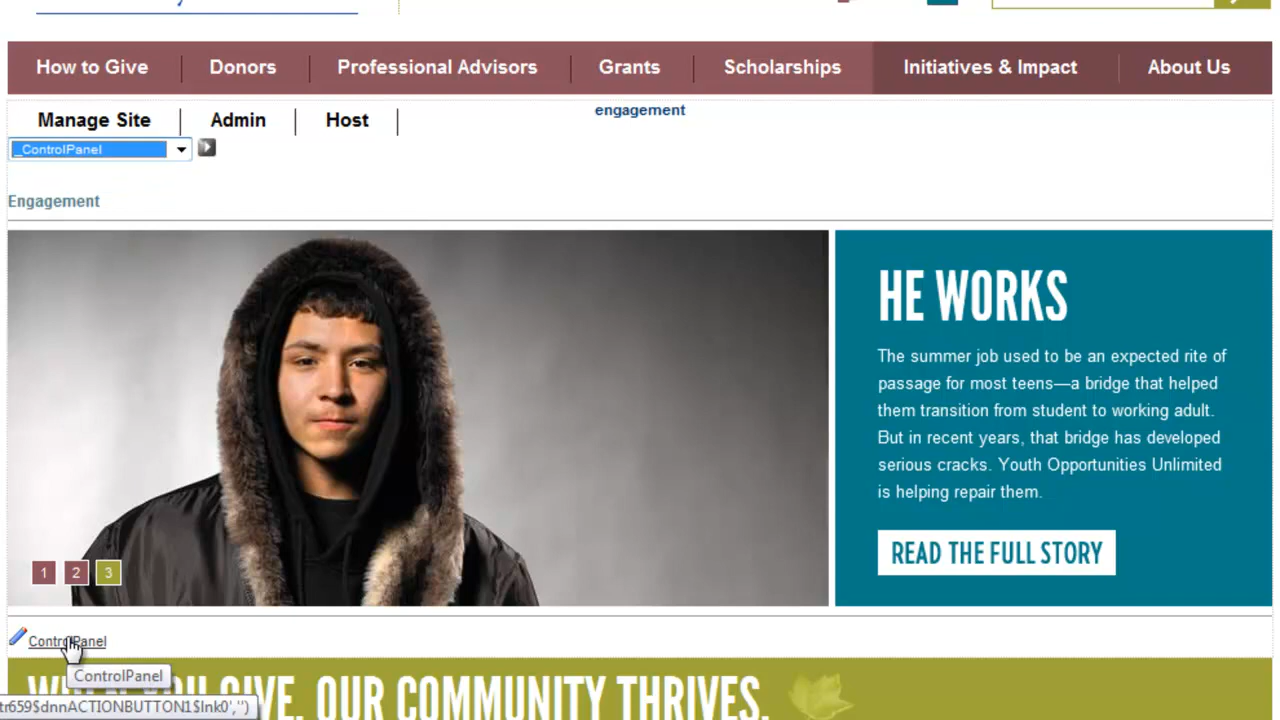 How to Give
Donors
Professional Advisors
Grants
Scholarships
Initiatives & Impact
About Us
Manage Site
Admin
Host
engagement
_ControlPanel
Engagement
HE WORKS
The summer job used to be an expected rite of
passage for most teens—a bridge that helped
them transition from student to working adult.
But in recent years, that bridge has developed
serious cracks. Youth Opportunities Unlimited
is helping repair them.
READ THE FULL STORY
1 2 3
ControlPanel
ControlPanel
WHEN YOU GIVE, OUR COMMUNITY THRIVES.
tr659$dnnACTIONBUTTON1$lnk0','')